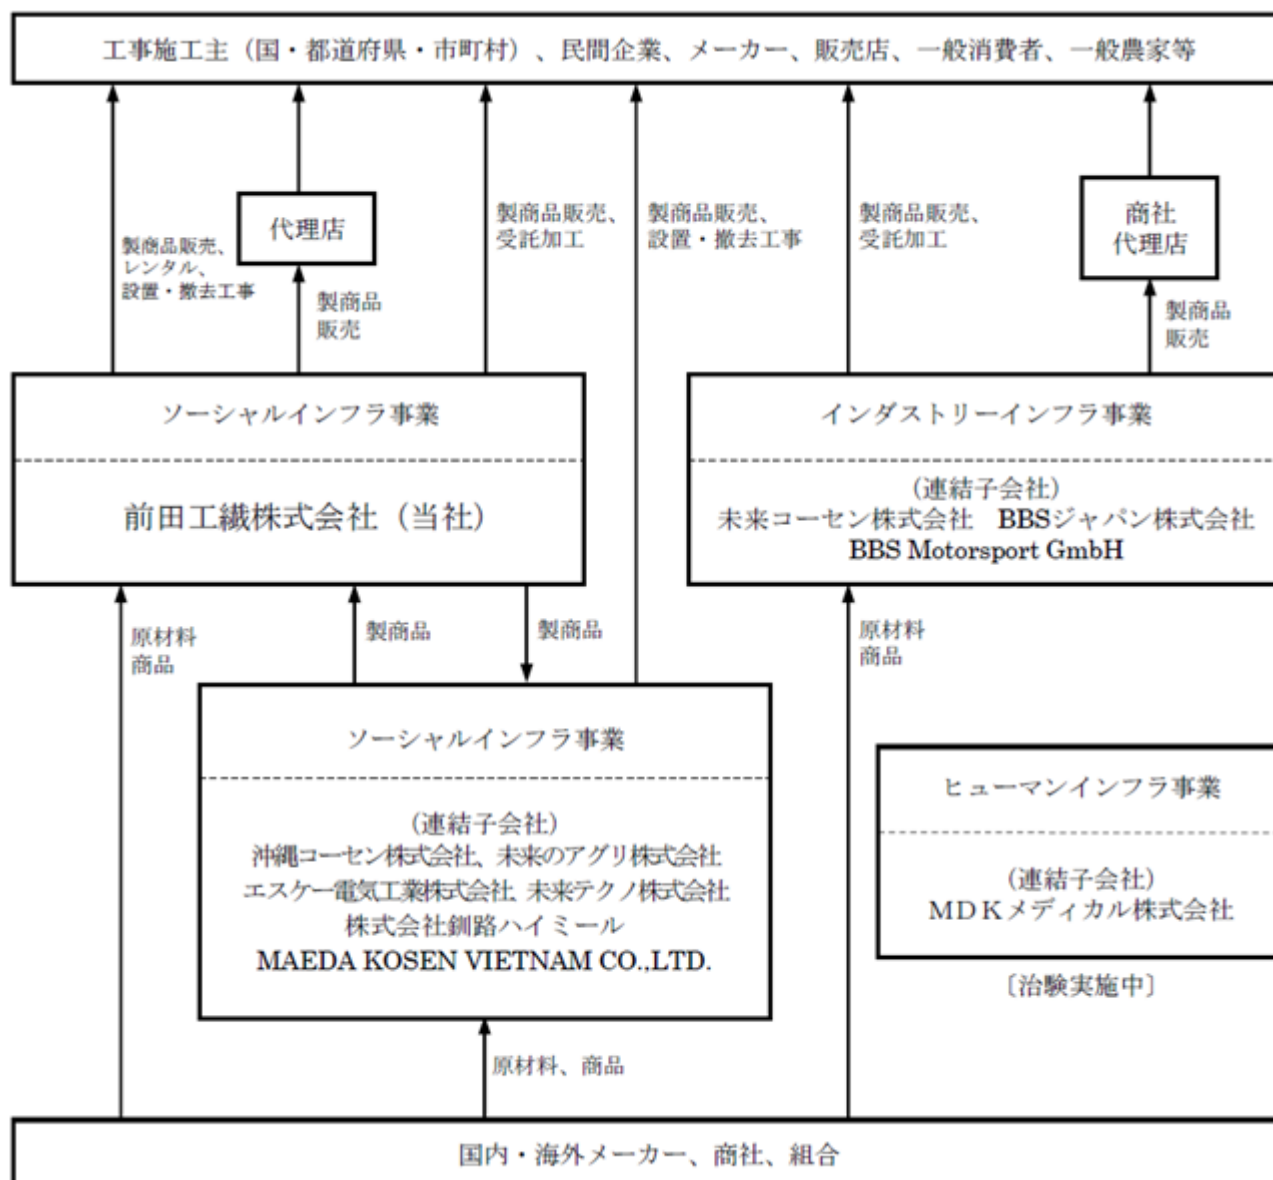 工事施工主（国・都道府県・市町村）、民間企業、メーカー、販売店、一般消費者、一般農家等
製商品販売、
レンタル、
設置・撤去工事
代理店
製商品
販売
製商品販売、
受託加工
製商品販売、
設置・撤去工事
製商品販売、
受託加工
商社
代理店
製商品
販売
ソーシャルインフラ事業
前田工繊株式会社（当社）
インダストリーインフラ事業
（連結子会社）
未来コーセン株式会社　BBSジャパン株式会社
BBS Motorsport GmbH
原材料
商品
製商品
製商品
原材料
商品
ソーシャルインフラ事業
（連結子会社）
沖縄コーセン株式会社、未来のアグリ株式会社
エスケー電気工業株式会社、未来テクノ株式会社
株式会社釧路ハイミール
MAEDA KOSEN VIETNAM CO.,LTD.
ヒューマンインフラ事業
（連結子会社）
ＭＤＫメディカル株式会社
〔治験実施中〕
原材料、商品
国内・海外メーカー、商社、組合